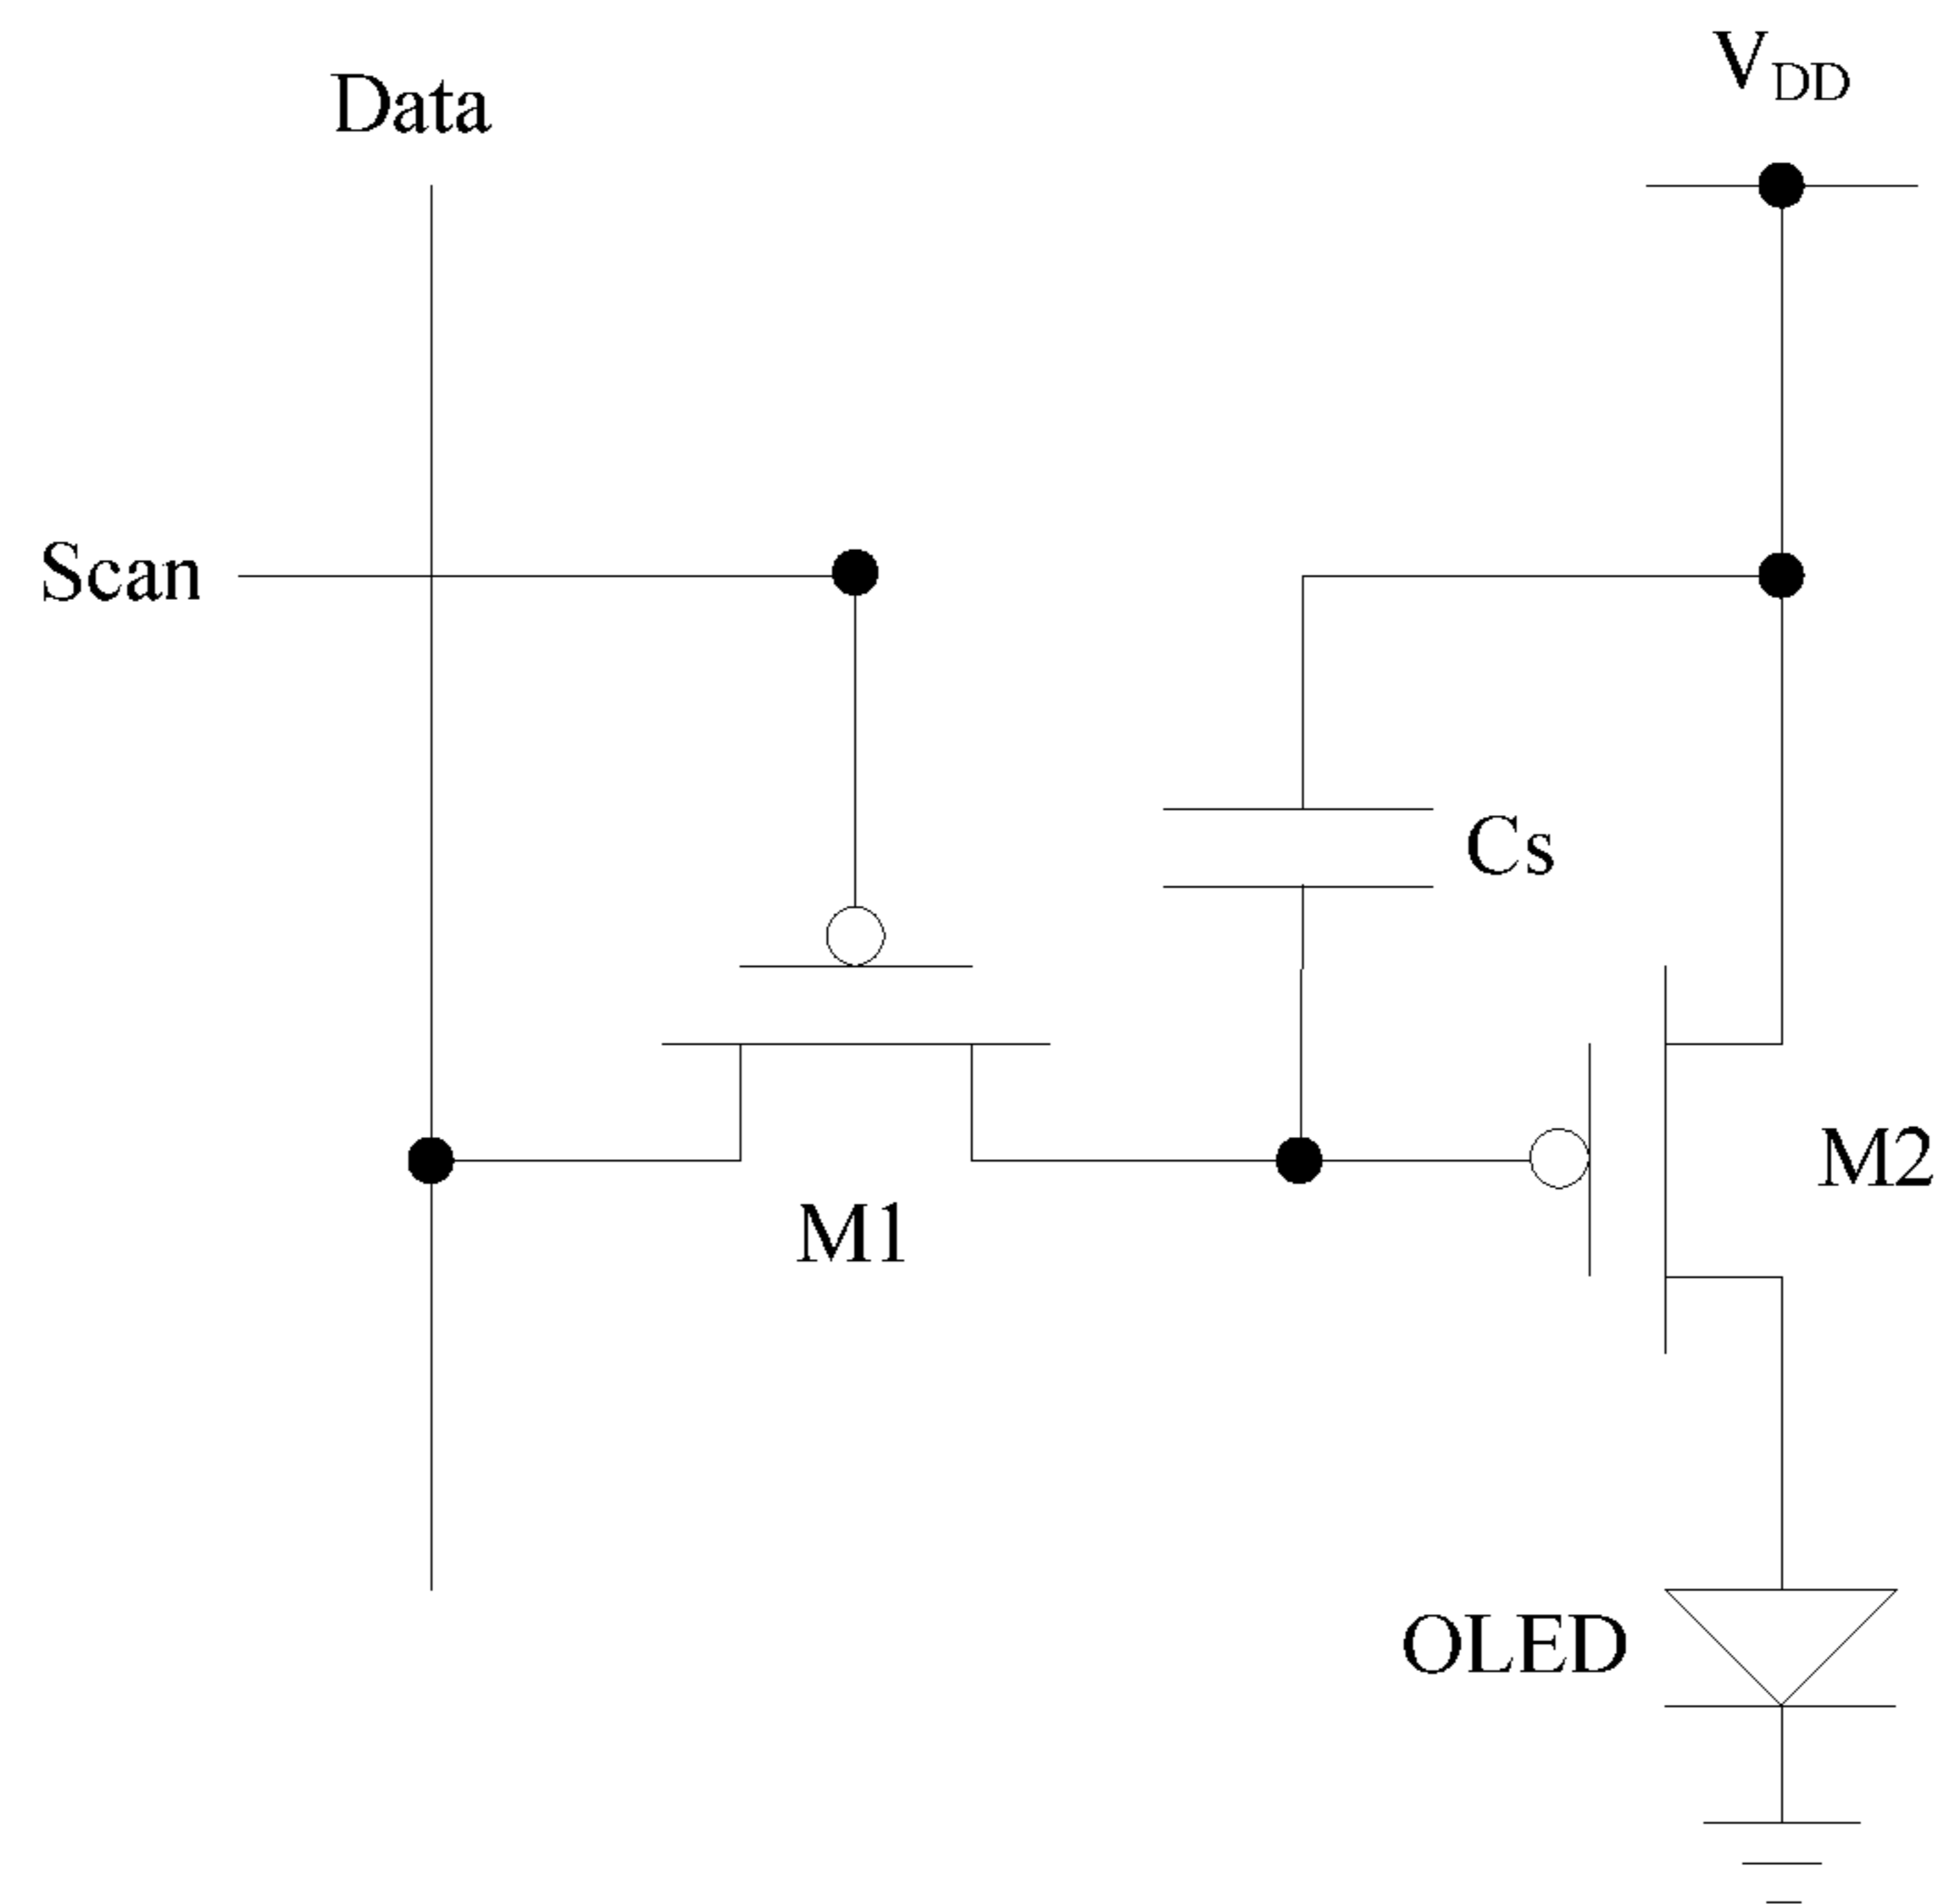 V_DD
Data
Scan
Cs
M2
M1
OLED